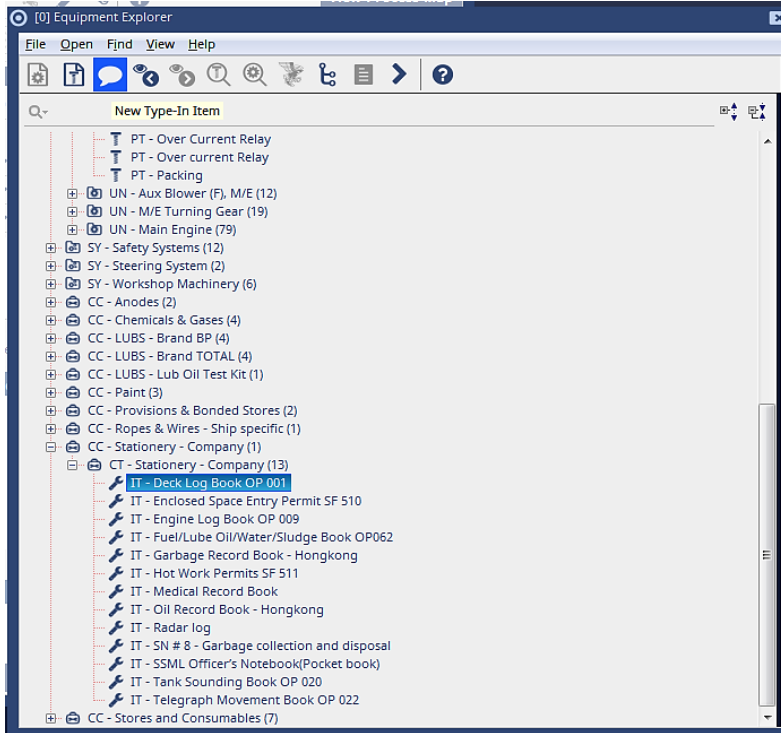 [0] Equipment Explorer
File Open Find View Help
New Type-In Item
PT - Over Current Relay
PT - Over current Relay
PT - Packing
UN - Aux Blower (F), M/E (12)
UN - M/E Turning Gear (19)
UN - Main Engine (79)
SY - Safety Systems (12)
SY - Steering System (2)
SY - Workshop Machinery (6)
CC - Anodes (2)
CC - Chemicals & Gases (4)
CC - LUBS - Brand BP (4)
CC - LUBS - Brand TOTAL (4)
CC - LUBS - Lub Oil Test Kit (1)
CC - Paint (3)
CC - Provisions & Bonded Stores (2)
CC - Ropes & Wires - Ship specific (1)
CC - Stationery - Company (1)
CT - Stationery - Company (13)
IT - Deck Log Book OP 001
IT - Enclosed Space Entry Permit SF 510
IT - Engine Log Book OP 009
IT - Fuel/Lube Oil/Water/Sludge Book OP062
IT - Garbage Record Book - Hongkong
IT - Hot Work Permits SF 511
IT - Medical Record Book
IT - Oil Record Book - Hongkong
IT - Radar log
IT - SN # 8 - Garbage collection and disposal
IT - SSML Officer's Notebook(Pocket book)
IT - Tank Sounding Book OP 020
IT - Telegraph Movement Book OP 022
CC - Stores and Consumables (7)